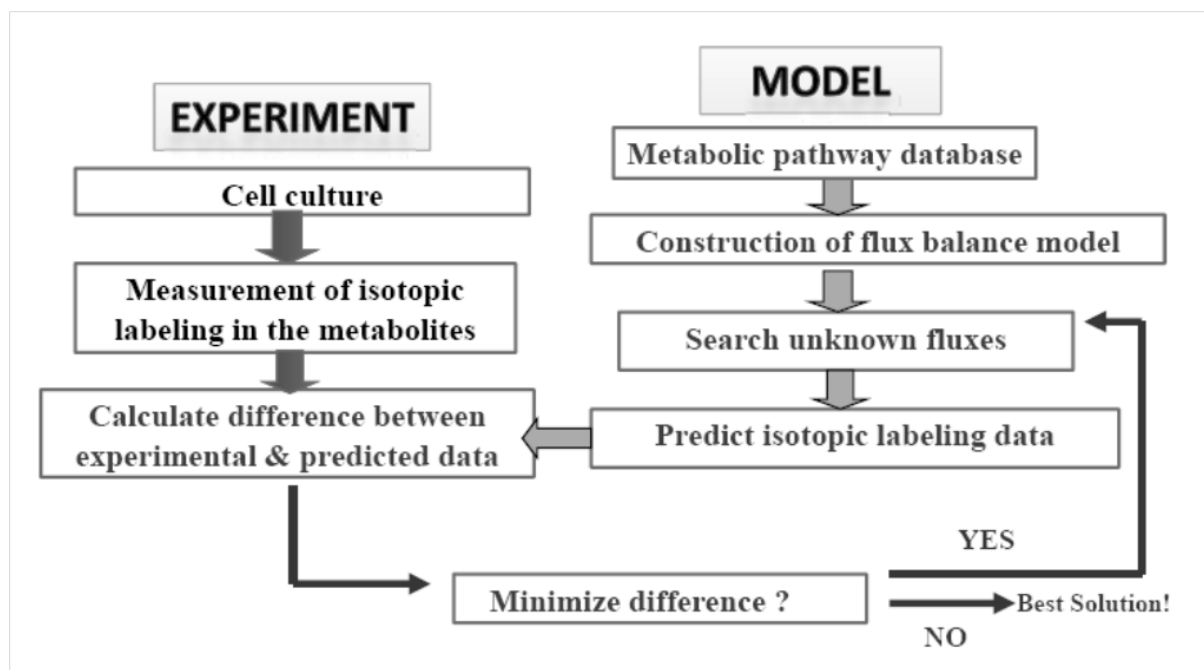 EXPERIMENT
Cell culture
Measurement of isotopic
labeling in the metabolites
Calculate difference between
experimental & predicted data
MODEL
Metabolic pathway database
Construction of flux balance model
Search unknown fluxes
Predict isotopic labeling data
Minimize difference ?
YES
Best Solution!
NO